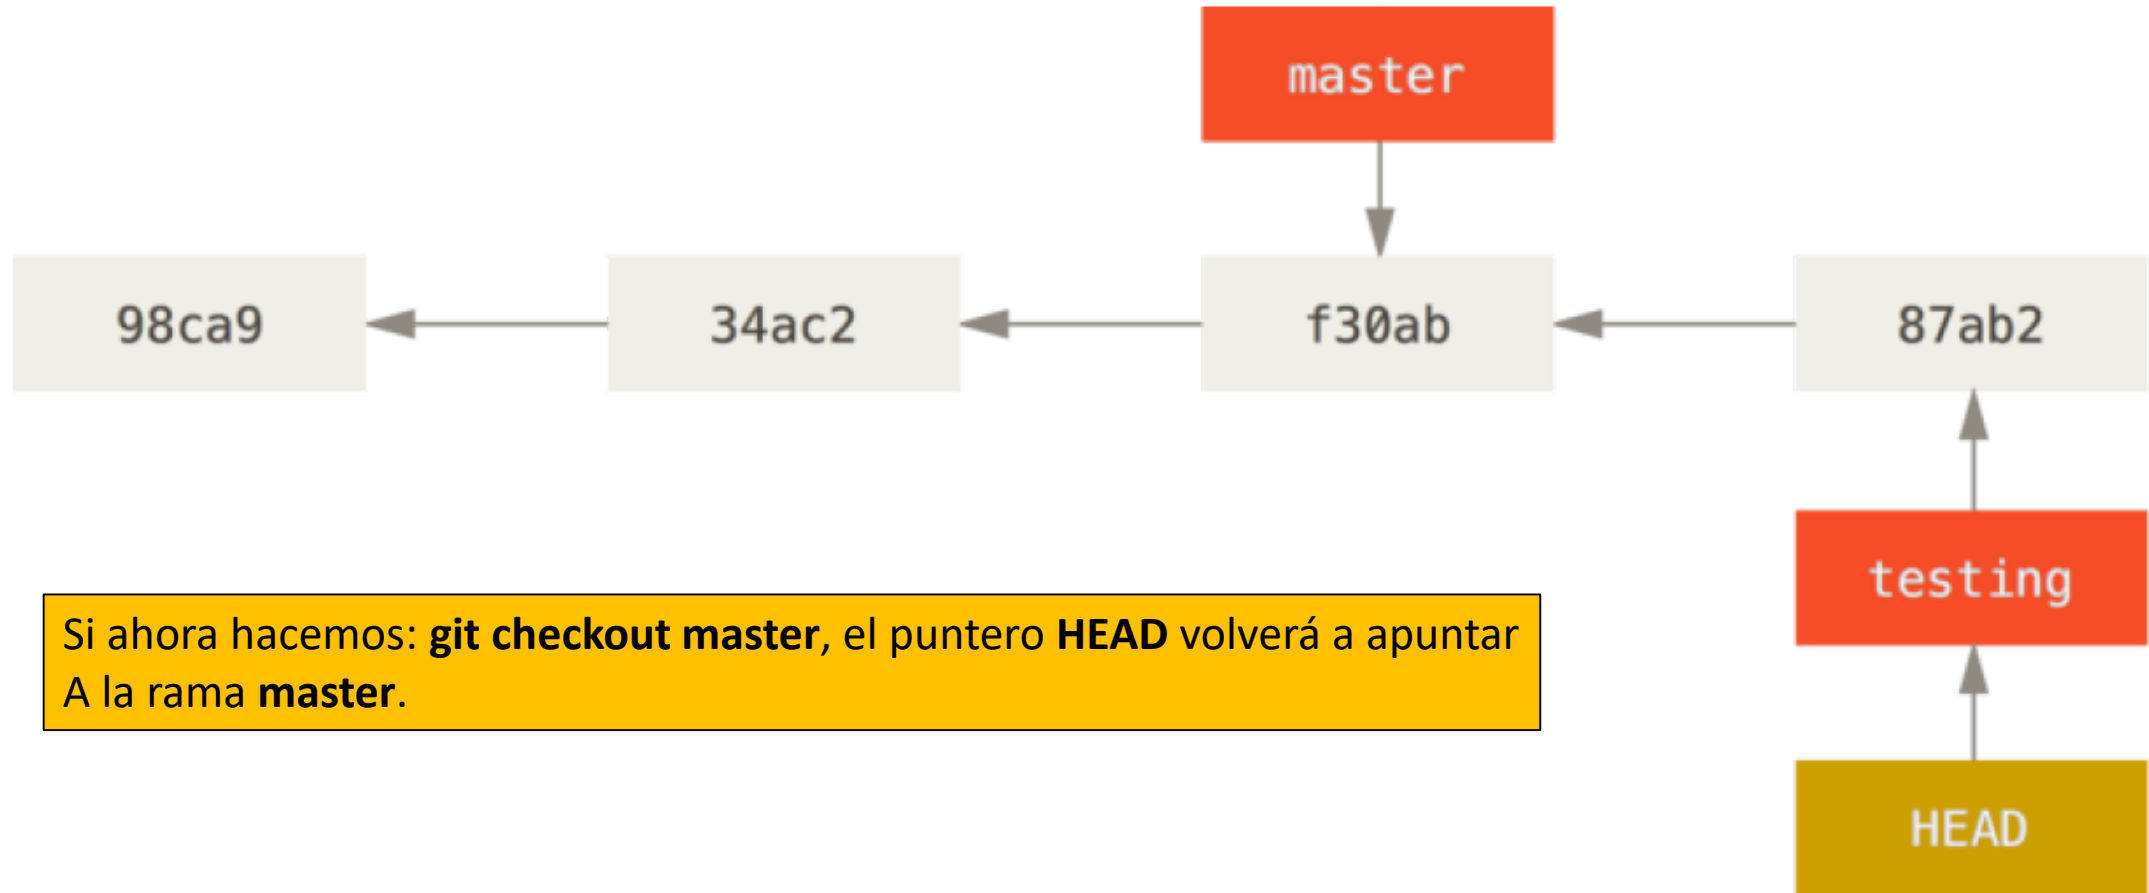 master
98ca9
34ac2
f30ab
87ab2
testing
Si ahora hacemos: git checkout master, el puntero HEAD volverá a apuntar
A la rama master.
HEAD